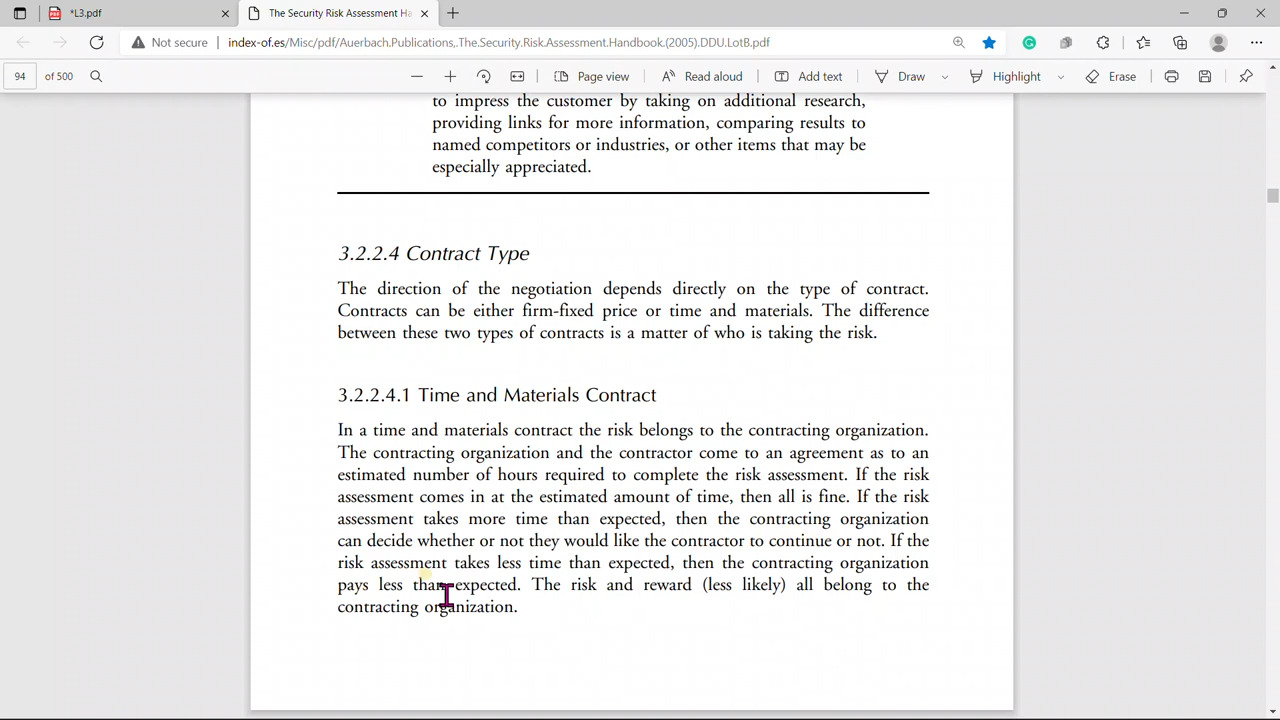 *L3.pdf
The Security Risk Assessment Ha
Not secure
index-of.es/Misc/pdf/Auerbach.Publications,.The.Security.Risk.Assessment.Handbook.(2005).DDU.LotB.pdf
94 of 500
Page view
Read aloud
Add text
Draw
Highlight
Erase
to impress the customer by taking on additional research,
providing links for more information, comparing results to
named competitors or industries, or other items that may be
especially appreciated.
3.2.2.4 Contract Type
The direction of the negotiation depends directly on the type of contract.
Contracts can be either firm-fixed price or time and materials. The difference
between these two types of contracts is a matter of who is taking the risk.
3.2.2.4.1 Time and Materials Contract
In a time and materials contract the risk belongs to the contracting organization.
The contracting organization and the contractor come to an agreement as to an
estimated number of hours required to complete the risk assessment. If the risk
assessment comes in at the estimated amount of time, then all is fine. If the risk
assessment takes more time than expected, then the contracting organization
can decide whether or not they would like the contractor to continue or not. If the
risk assessment takes less time than expected, then the contracting organization
pays less than expected. The risk and reward (less likely) all belong to the
contracting organization.